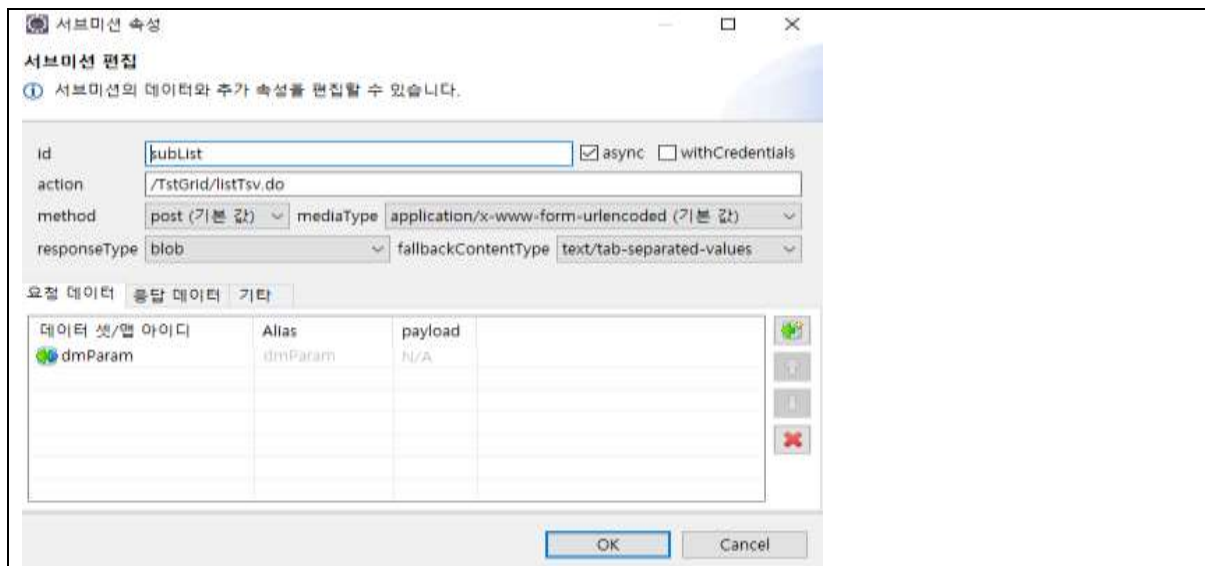 서브미션 속성
서브미션 편집
서브미션의 데이터와 추가 속성을 편집할 수 있습니다.
id subList async withCredentials
action /TstGrid/listTsv.do
method post (기본 값) mediaType application/x-www-form-urlencoded (기본 값)
responseType blob fallbackContentType text/tab-separated-values
요청 데이터 응답 데이터 기타
데이터 셋/맵 아이디 Alias payload
dmParam dmParam N/A
OK Cancel